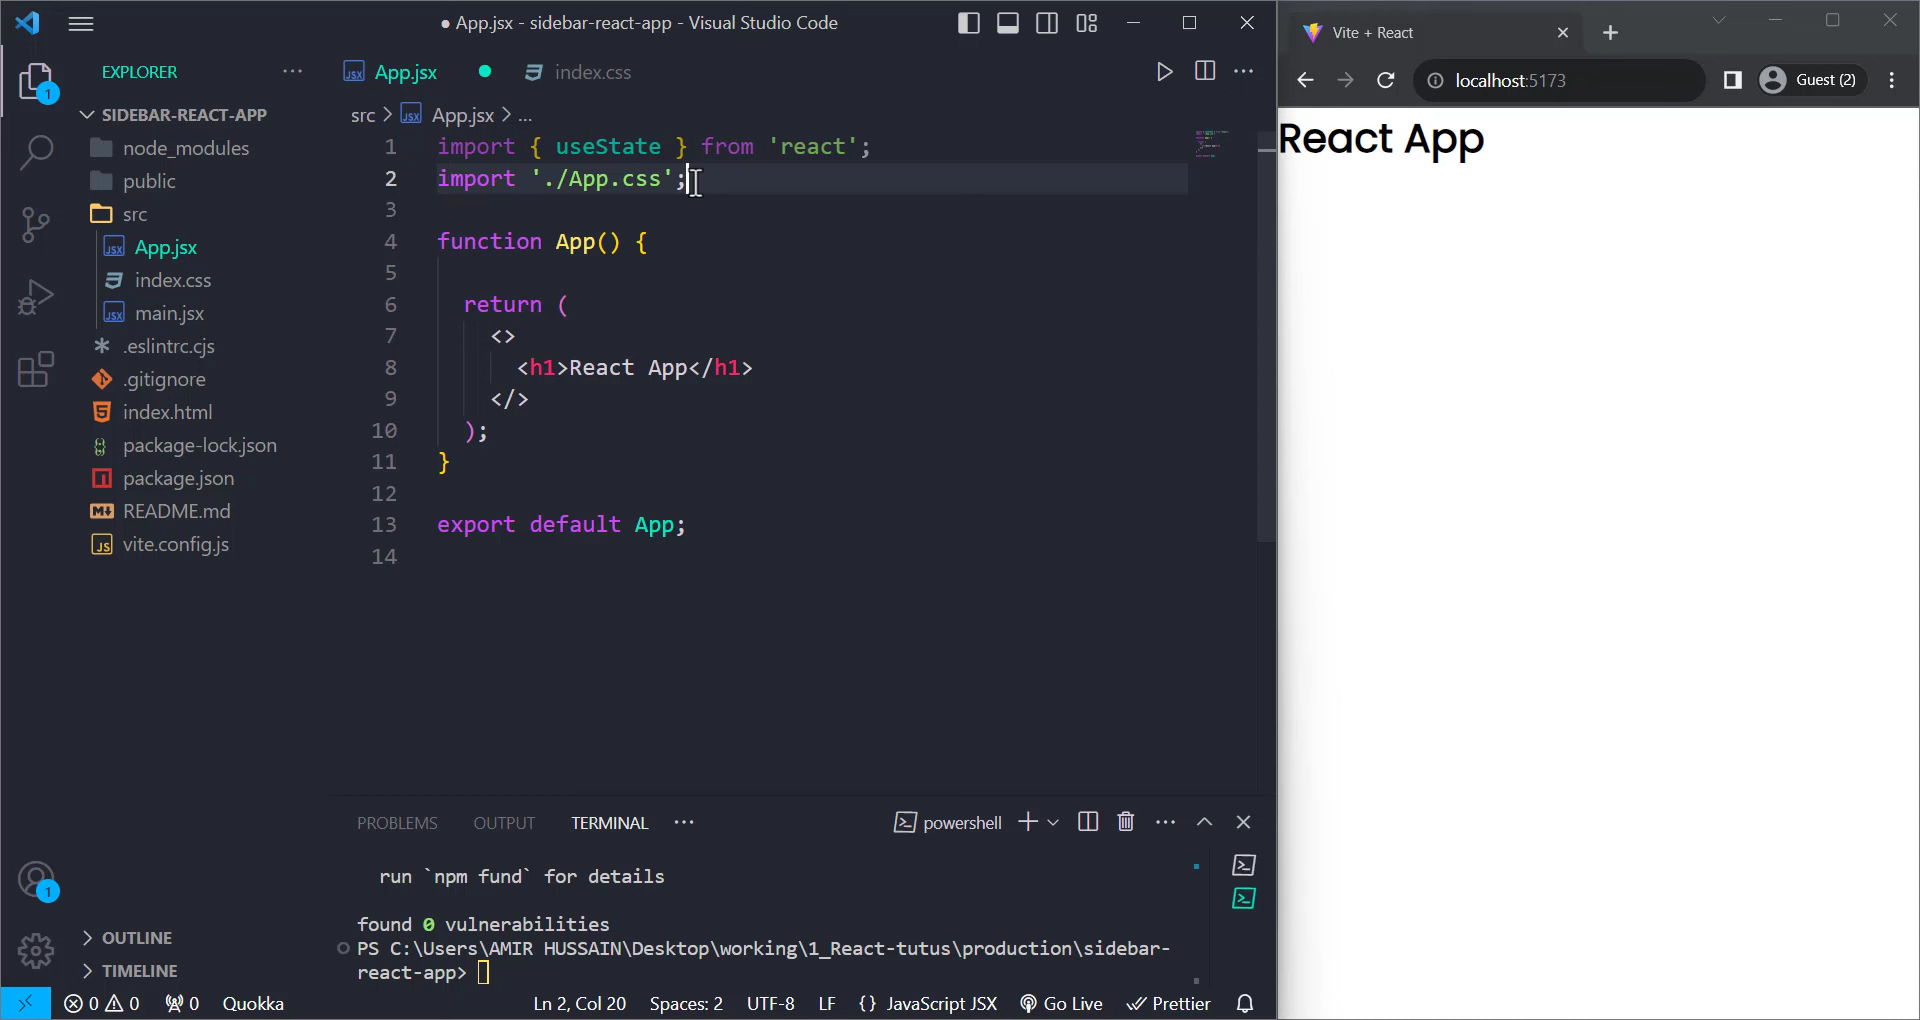 ● App.jsx - sidebar-react-app - Visual Studio Code
EXPLORER
1
SIDEBAR-REACT-APP
node_modules
public
src
App.jsx
index.css
main.jsx
.eslintrc.cjs
.gitignore
index.html
package-lock.json
package.json
README.md
vite.config.js
1
OUTLINE
TIMELINE
JSX App.jsx
index.css
src > JSX App.jsx > ...
1 import { useState } from 'react';
2 import './App.css';
3
4 function App() {
5
6 return (
7 <>
8 <h1>React App</h1>
9 </>
10 );
11 }
12
13 export default App;
14
PROBLEMS OUTPUT TERMINAL ...
powershell
run `npm fund` for details
found 0 vulnerabilities
PS C:\Users\AMIR HUSSAIN\Desktop\working\1_React-tutus\production\sidebar-
react-app>
0 0 0 Quokka Ln 2, Col 20 Spaces: 2 UTF-8 LF {} JavaScript JSX Go Live Prettier
Vite + React
localhost:5173
Guest (2)
React App